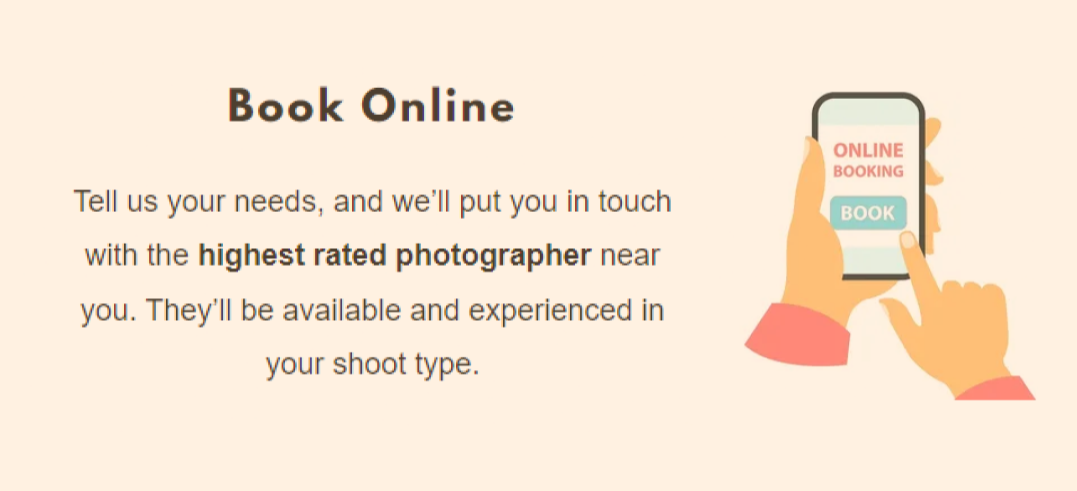 Book Online
Tell us your needs, and we’ll put you in touch
with the highest rated photographer near
you. They’ll be available and experienced in
your shoot type.
ONLINE
BOOKING
BOOK